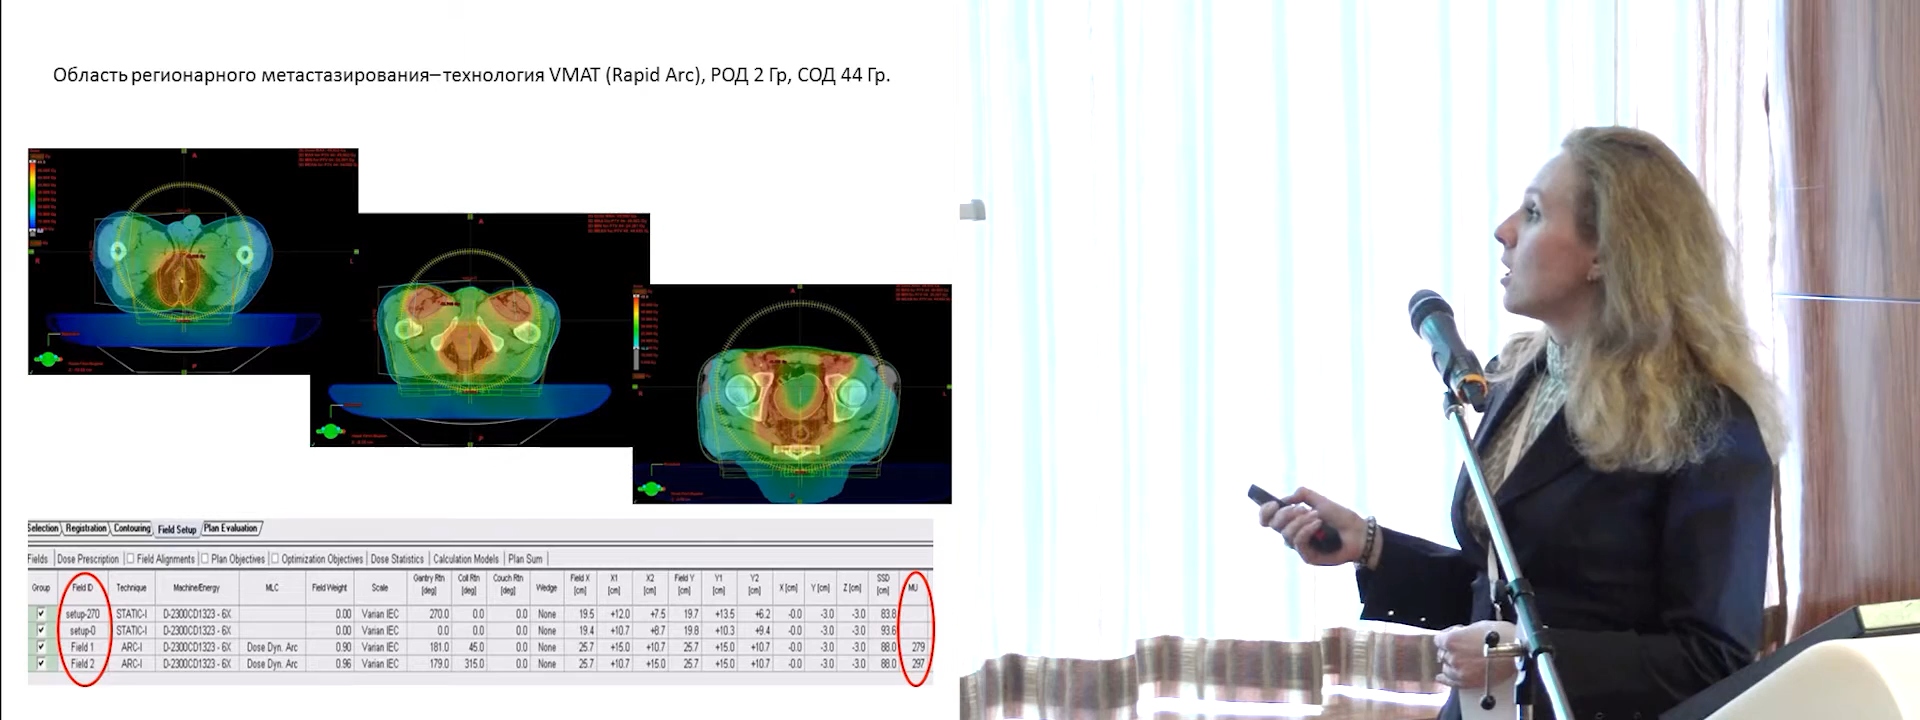 Область регионарного метастазирования– технология VMAT (Rapid Arc), РОД 2 Гр, СОД 44 Гр.
Selection Registration Contouring Field Setup Plan Evaluation
Fields Dose Prescription Field Alignments Plan Objectives Optimization Objectives Dose Statistics Calculation Models Plan Sum
Group Field ID Technique Machine/Energy MLC Field Weight Scale Gantry Rtn [deg] Coll Rtn [deg] Couch Rtn [deg] Wedge Field X [cm] X1 [cm] X2 [cm] Field Y [cm] Y1 [cm] Y2 [cm] X [cm] Y [cm] Z [cm] SSD [cm] MU
setup-270 STATIC-I D-2300CD1323 - 6X 0.00 Varian IEC 270.0 0.0 0.0 None 19.5 +12.0 +7.5 19.7 +13.5 +6.2 -0.0 -3.0 -3.0 83.8
setup-0 STATIC-I D-2300CD1323 - 6X 0.00 Varian IEC 0.0 0.0 0.0 None 19.4 +10.7 +8.7 19.8 +10.3 +9.4 -0.0 -3.0 -3.0 93.6
Field 1 ARC-I D-2300CD1323 - 6X Dose Dyn. Arc 0.90 Varian IEC 181.0 45.0 0.0 None 25.7 +10.7 +15.0 25.7 +15.0 +10.7 -0.0 -3.0 -3.0 88.0 279
Field 2 ARC-I D-2300CD1323 - 6X Dose Dyn. Arc 0.96 Varian IEC 179.0 315.0 0.0 None 25.7 +10.7 +15.0 25.7 +15.0 +10.7 -0.0 -3.0 -3.0 88.0 297